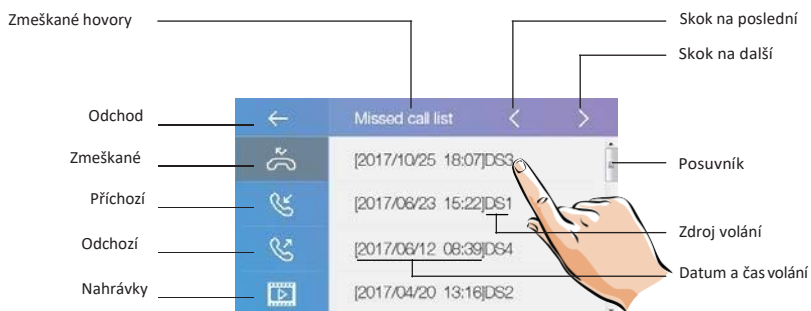 Zmeškané hovory
Skok na poslední
Skok na další
Odchod
Missed call list
Zmeškané
[2017/10/25 18:07]DS3
Posuvník
Příchozí
[2017/06/23 15:22]DS1
Zdroj volání
Odchozí
[2017/06/12 08:39]DS4
Datum a čas volání
Nahrávky
[2017/04/20 13:16]DS2